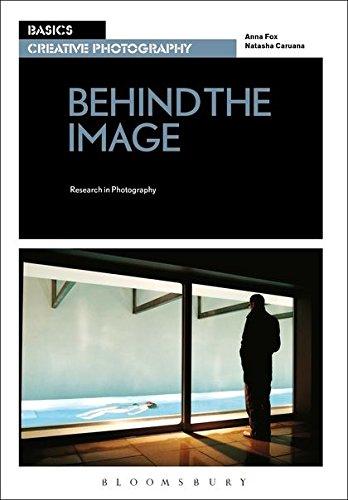 BASICS
CREATIVE PHOTOGRAPHY
Anna Fox
Natasha Caruana
BEHIND THE
IMAGE
Research in Photography
BLOOMSBURY